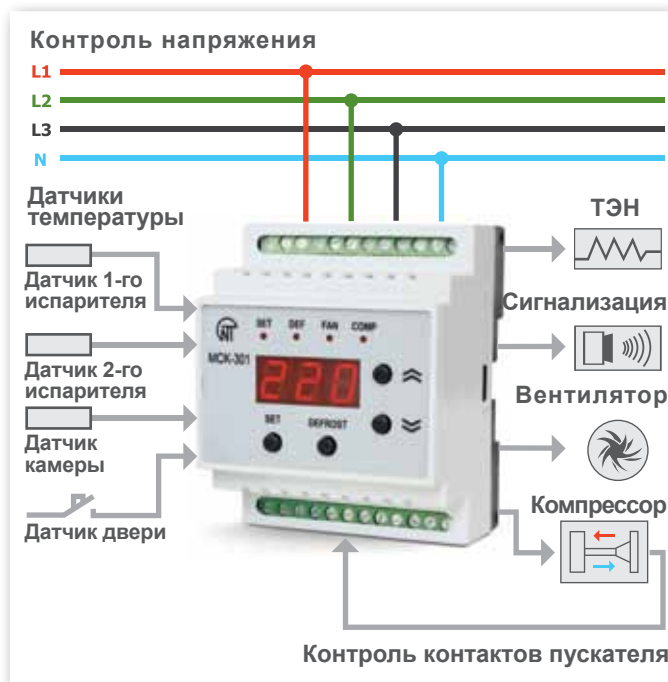 Контроль напряжения
L1
L2
L3
N
Датчики
температуры
ТЭН
Датчик 1-го
испарителя
Сигнализация
SET DEF FAN COMP
МСК-301
220
Датчик 2-го
испарителя
Вентилятор
SET DEFROST
Датчик
камеры
Компрессор
Датчик двери
Контроль контактов пускателя